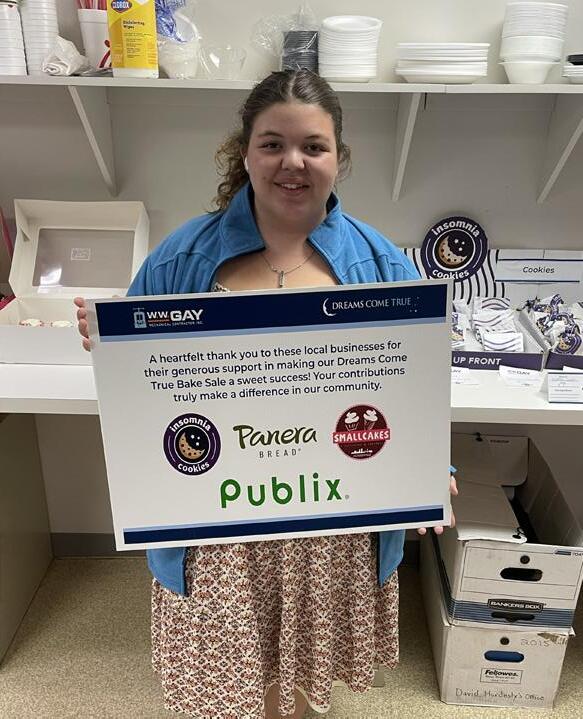 CLOROX
insomnia
cookies
Cookies
UP FRONT
W.W. GAY
MECHANICAL CONTRACTOR, INC.
DREAMS COME TRUE
A heartfelt thank you to these local businesses for
their generous support in making our Dreams Come
True Bake Sale a sweet success! Your contributions
truly make a difference in our community.
insomnia
cookies
Panera
BREAD®
SMALLCAKES
Publix®
BANKERS BOX
2015
Fellowes
David Hardesty's Office